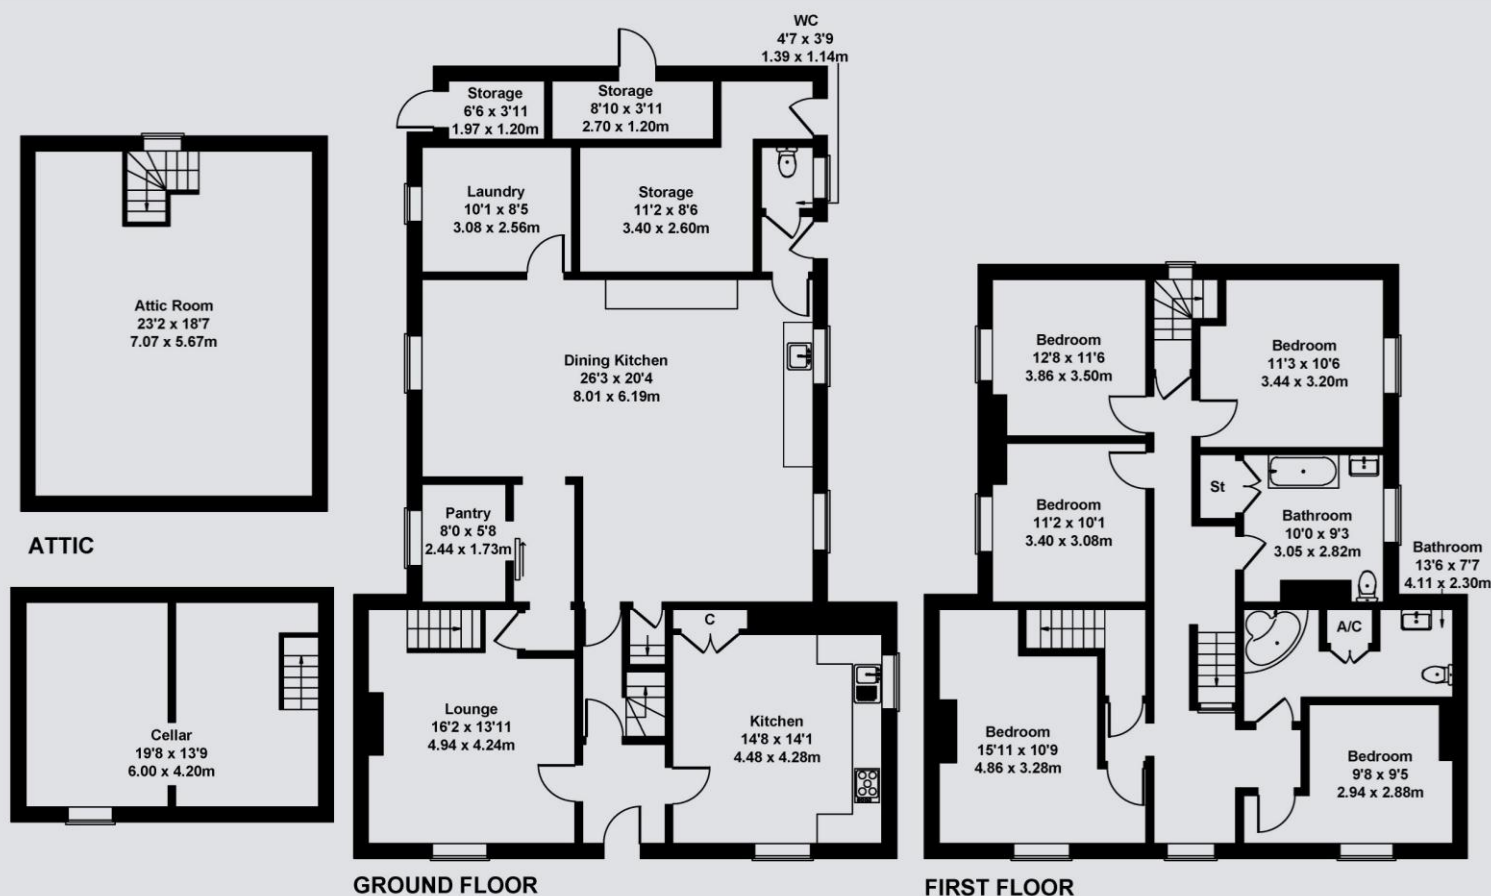 WC
4'7 x 3'9
1.39 x 1.14m
Storage
6'6 x 3'11
1.97 x 1.20m
Storage
8'10 x 3'11
2.70 x 1.20m
Laundry
10'1 x 8'5
3.08 x 2.56m
Storage
11'2 x 8'6
3.40 x 2.60m
Attic Room
23'2 x 18'7
7.07 x 5.67m
ATTIC
Dining Kitchen
26'3 x 20'4
8.01 x 6.19m
Pantry
8'0 x 5'8
2.44 x 1.73m
C
Lounge
16'2 x 13'11
4.94 x 4.24m
Kitchen
14'8 x 14'1
4.48 x 4.28m
Cellar
19'8 x 13'9
6.00 x 4.20m
GROUND FLOOR
Bedroom
12'8 x 11'6
3.86 x 3.50m
Bedroom
11'3 x 10'6
3.44 x 3.20m
St
Bedroom
11'2 x 10'1
3.40 x 3.08m
Bathroom
10'0 x 9'3
3.05 x 2.82m
Bathroom
13'6 x 7'7
4.11 x 2.30m
A/C
Bedroom
15'11 x 10'9
4.86 x 3.28m
Bedroom
9'8 x 9'5
2.94 x 2.88m
FIRST FLOOR